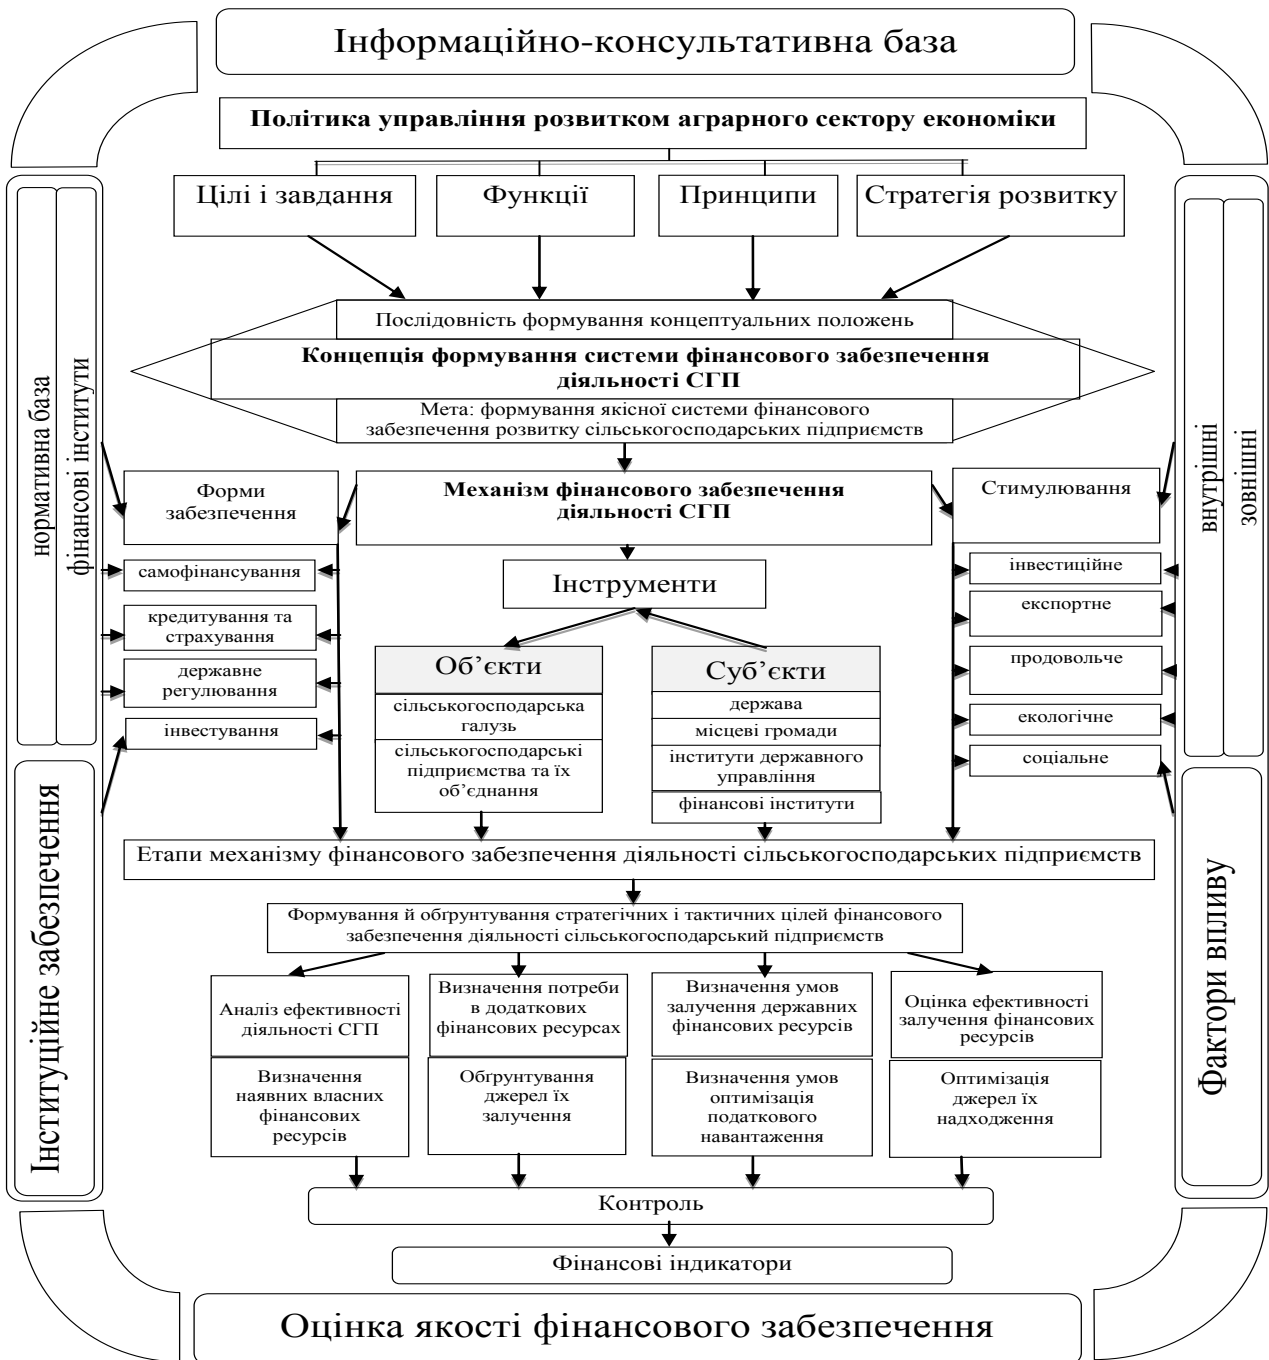 Інформаційно-консультативна база
Політика управління розвитком аграрного сектору економіки
Цілі і завдання
Функції
Принципи
Стратегія розвитку
Послідовність формування концептуальних положень
Концепція формування системи фінансового забезпечення
діяльності СГП
Мета: формування якісної системи фінансового
забезпечення розвитку сільськогосподарських підприємств
нормативна база
фінансові інститути
Інституційне забезпечення
внутрішні
зовнішні
Фактори впливу
Форми
забезпечення
Механізм фінансового забезпечення
діяльності СГП
Стимулювання
самофінансування
кредитування та
страхування
державне
регулювання
інвестування
Інструменти
Об’єкти
сільськогосподарська
галузь
сільськогосподарські
підприємства та їх
об’єднання
Суб’єкти
держава
місцеві громади
інститути державного
управління
фінансові інститути
інвестиційне
експортне
продовольче
екологічне
соціальне
Етапи механізму фінансового забезпечення діяльності сільськогосподарських підприємств
Формування й обґрунтування стратегічних і тактичних цілей фінансового
забезпечення діяльності сільськогосподарський підприємств
Аналіз ефективності
діяльності СГП
Визначення потреби
в додаткових
фінансових ресурсах
Визначення умов
залучення державних
фінансових ресурсів
Оцінка ефективності
залучення фінансових
ресурсів
Визначення
наявних власних
фінансових
ресурсів
Обґрунтування
джерел їх
залучення
Визначення умов
оптимізація
податкового
навантаження
Оптимізація
джерел їх
надходження
Контроль
Фінансові індикатори
Оцінка якості фінансового забезпечення